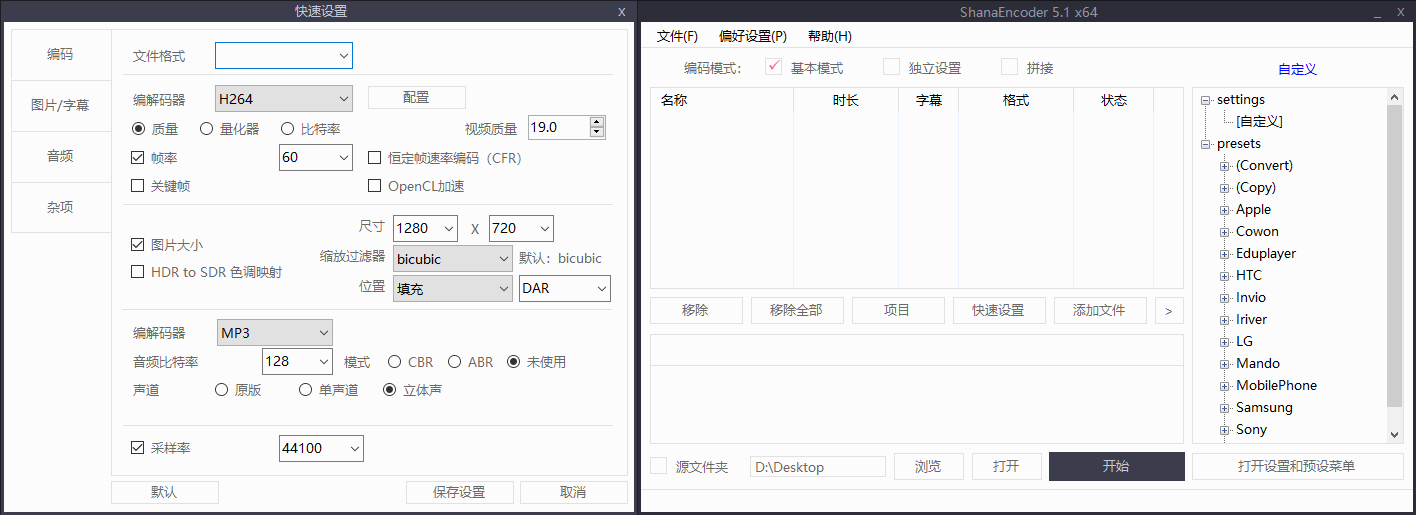 快速设置 X
编码
图片/字幕
音频
杂项
文件格式
编解码器 H264 配置
质量 量化器 比特率 视频质量 19.0
帧率 60 恒定帧速率编码（CFR）
关键帧 OpenCL加速
尺寸 1280 X 720
图片大小
缩放过滤器 bicubic 默认：bicubic
HDR to SDR 色调映射
位置 填充 DAR
编解码器 MP3
音频比特率 128 模式 CBR ABR 未使用
声道 原版 单声道 立体声
采样率 44100
默认 保存设置 取消
ShanaEncoder 5.1 x64 _ X
文件(F) 偏好设置(P) 帮助(H)
编码模式： 基本模式 独立设置 拼接 自定义
名称 时长 字幕 格式 状态
settings
[自定义]
presets
(Convert)
(Copy)
Apple
Cowon
Eduplayer
HTC
Invio
Iriver
LG
Mando
MobilePhone
Samsung
Sony
移除 移除全部 项目 快速设置 添加文件 >
源文件夹 D:\Desktop 浏览 打开 开始 打开设置和预设菜单